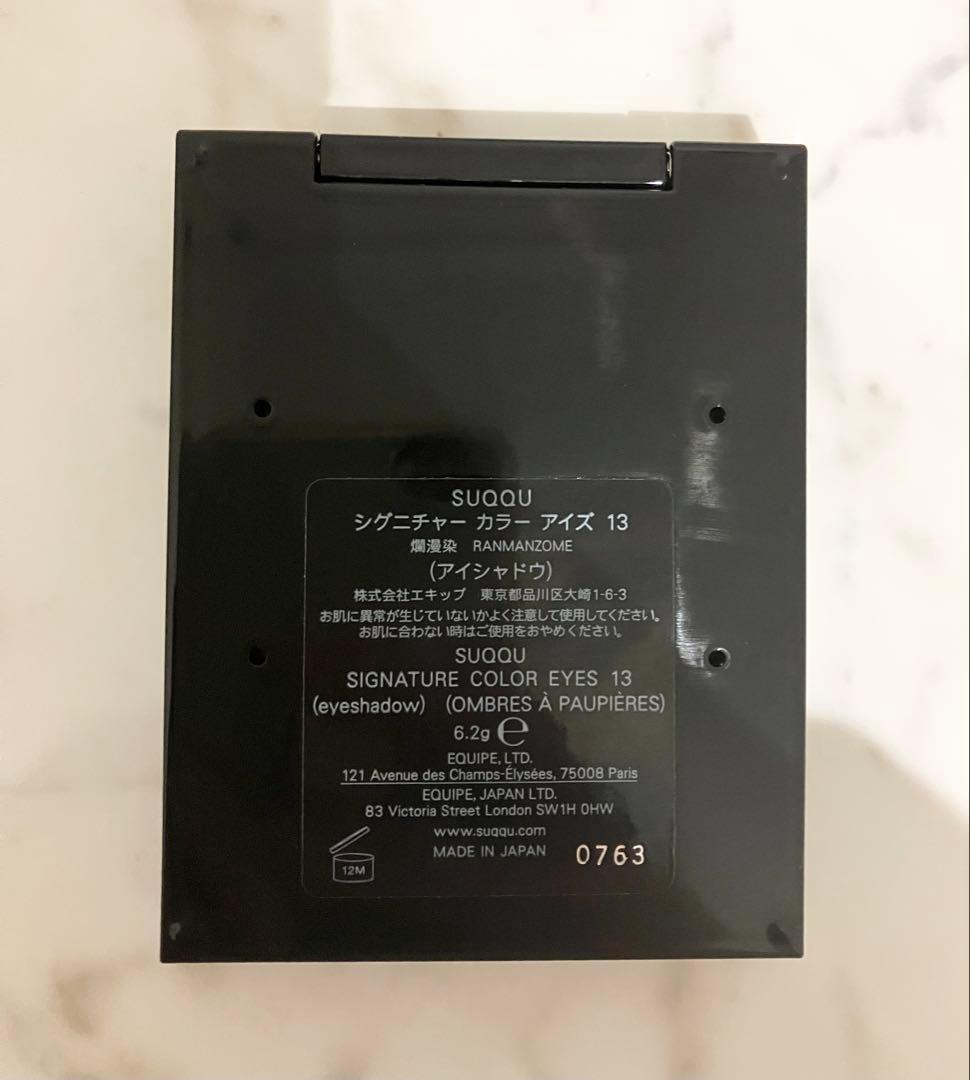 SUQQU
シグニチャー カラー アイズ 13
爛漫染 RANMANZOME
(アイシャドウ)
株式会社エキップ 東京都品川区大崎1-6-3
お肌に異常が生じていないかよく注意して使用してください。
お肌に合わない時はご使用をおやめください。
SUQQU
SIGNATURE COLOR EYES 13
(eyeshadow) (OMBRES À PAUPIÈRES)
6.2g ℮
EQUIPE, LTD.
121 Avenue des Champs-Élysées, 75008 Paris
EQUIPE, JAPAN LTD.
83 Victoria Street London SW1H 0HW
www.suqqu.com
MADE IN JAPAN 0763
12M